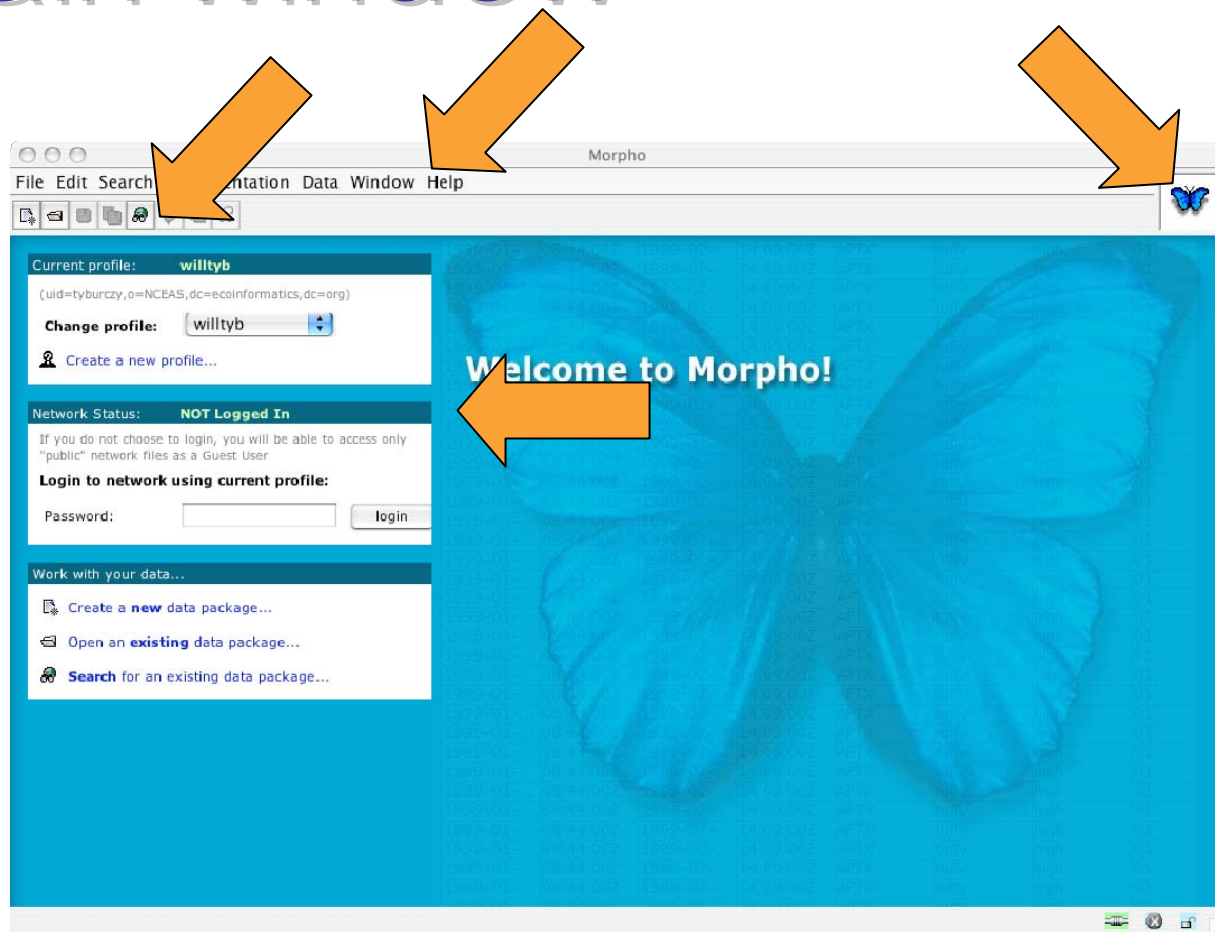 ain window
Morpho
File Edit Search ntation Data Window Help
Current profile: willtyb
(uid=tyburczy,o=NCEAS,dc=ecoinformatics,dc=org)
Change profile: willtyb
Create a new profile...
Welcome to Morpho!
Network Status: NOT Logged In
If you do not choose to login, you will be able to access only
"public" network files as a Guest User
Login to network using current profile:
Password: login
Work with your data...
Create a new data package...
Open an existing data package...
Search for an existing data package...